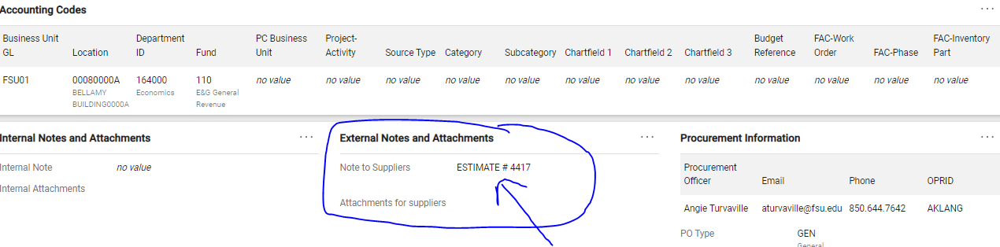 Accounting Codes
Business Unit GL Location Department ID Fund PC Business Unit Project-Activity Source Type Category Subcategory Chartfield 1 Chartfield 2 Chartfield 3 Budget Reference FAC-Work Order FAC-Phase FAC-Inventory Part
FSU01 00080000A 164000 110 no value no value no value no value no value no value no value no value no value no value no value no value
BELLAMY Economics E&G General
BUILDING0000A Revenue
Internal Notes and Attachments
Internal Note no value
Internal Attachments
External Notes and Attachments
Note to Suppliers ESTIMATE # 4417
Attachments for suppliers
Procurement Information
Procurement Officer Email Phone OPRID
Angie Turvaville aturvaville@fsu.edu 850.644.7642 AKLANG
PO Type GEN
General